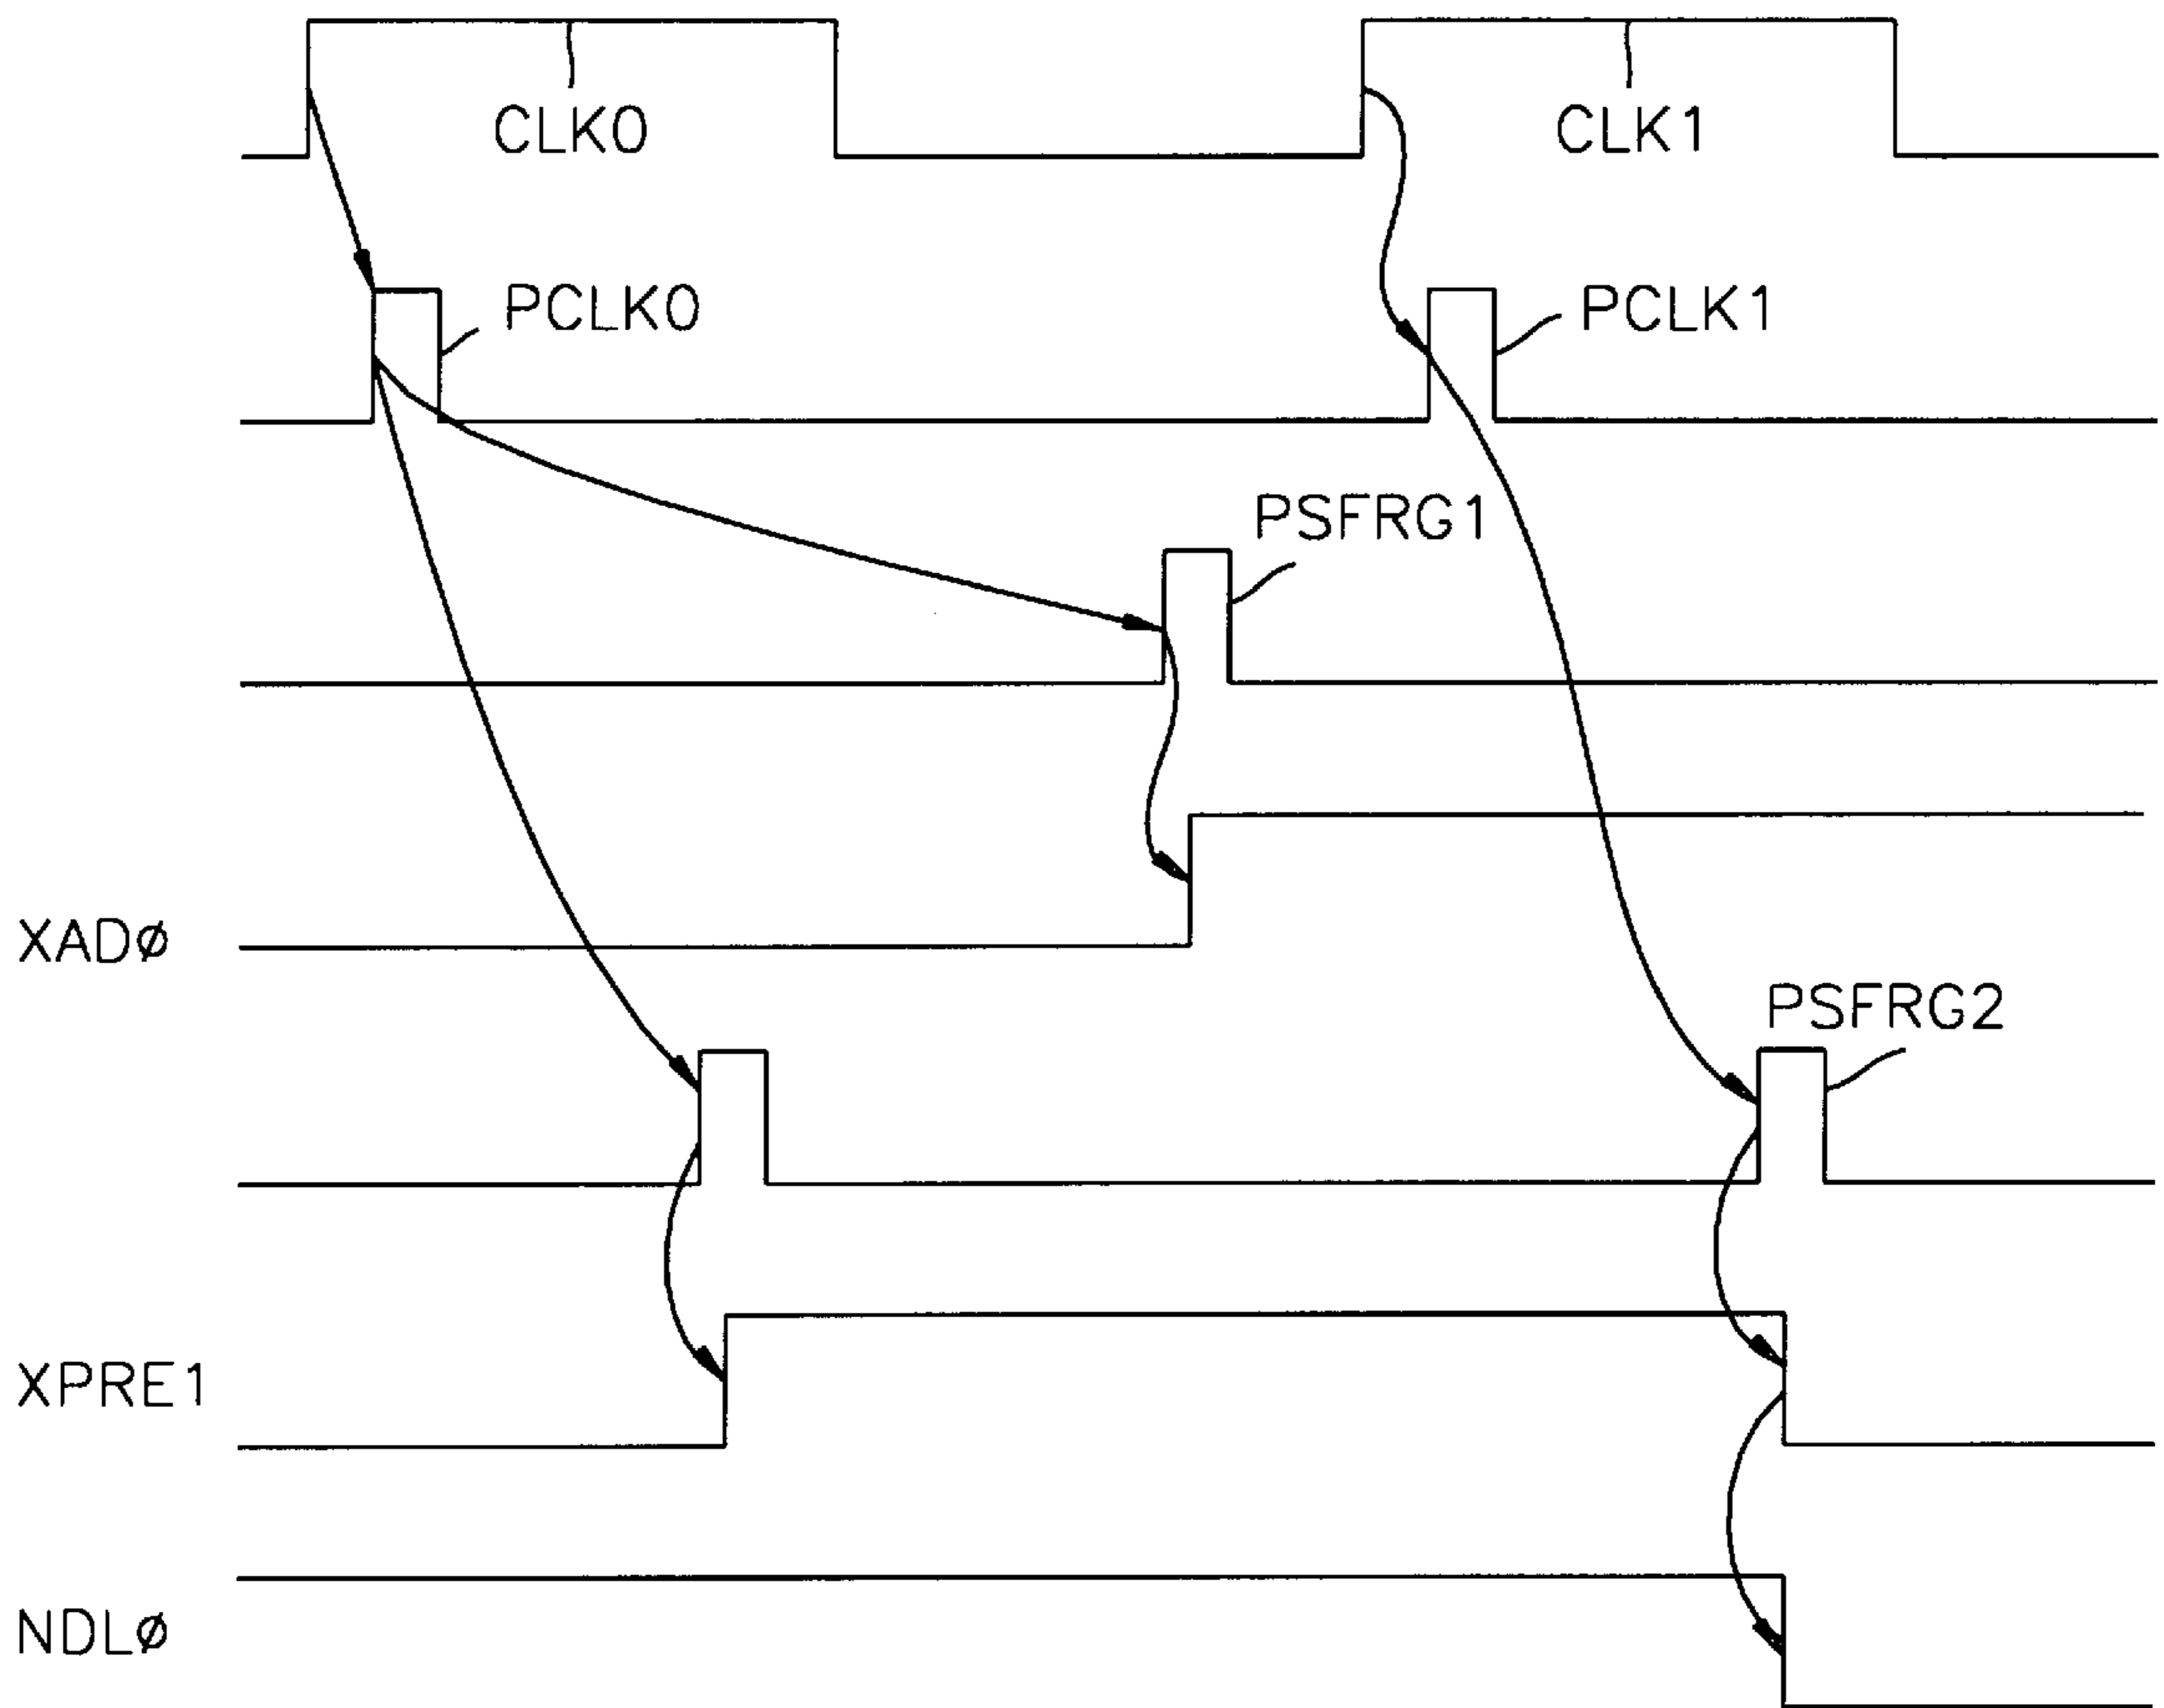 CLK0
CLK1
PCLK0
PCLK1
PSFRG1
XADø
PSFRG2
XPRE1
NDLø